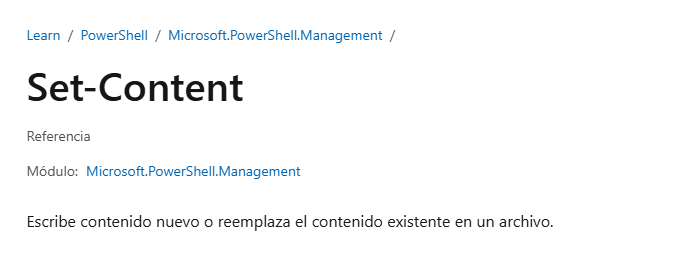 Learn / PowerShell / Microsoft.PowerShell.Management /
Set-Content
Referencia
Módulo: Microsoft.PowerShell.Management
Escribe contenido nuevo o reemplaza el contenido existente en un archivo.